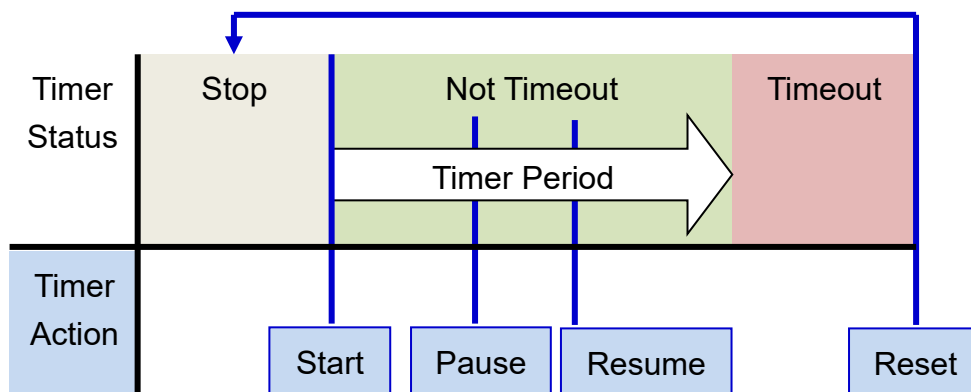 Timer
Status
Stop
Not Timeout
Timeout
Timer Period
Timer
Action
Start
Pause
Resume
Reset